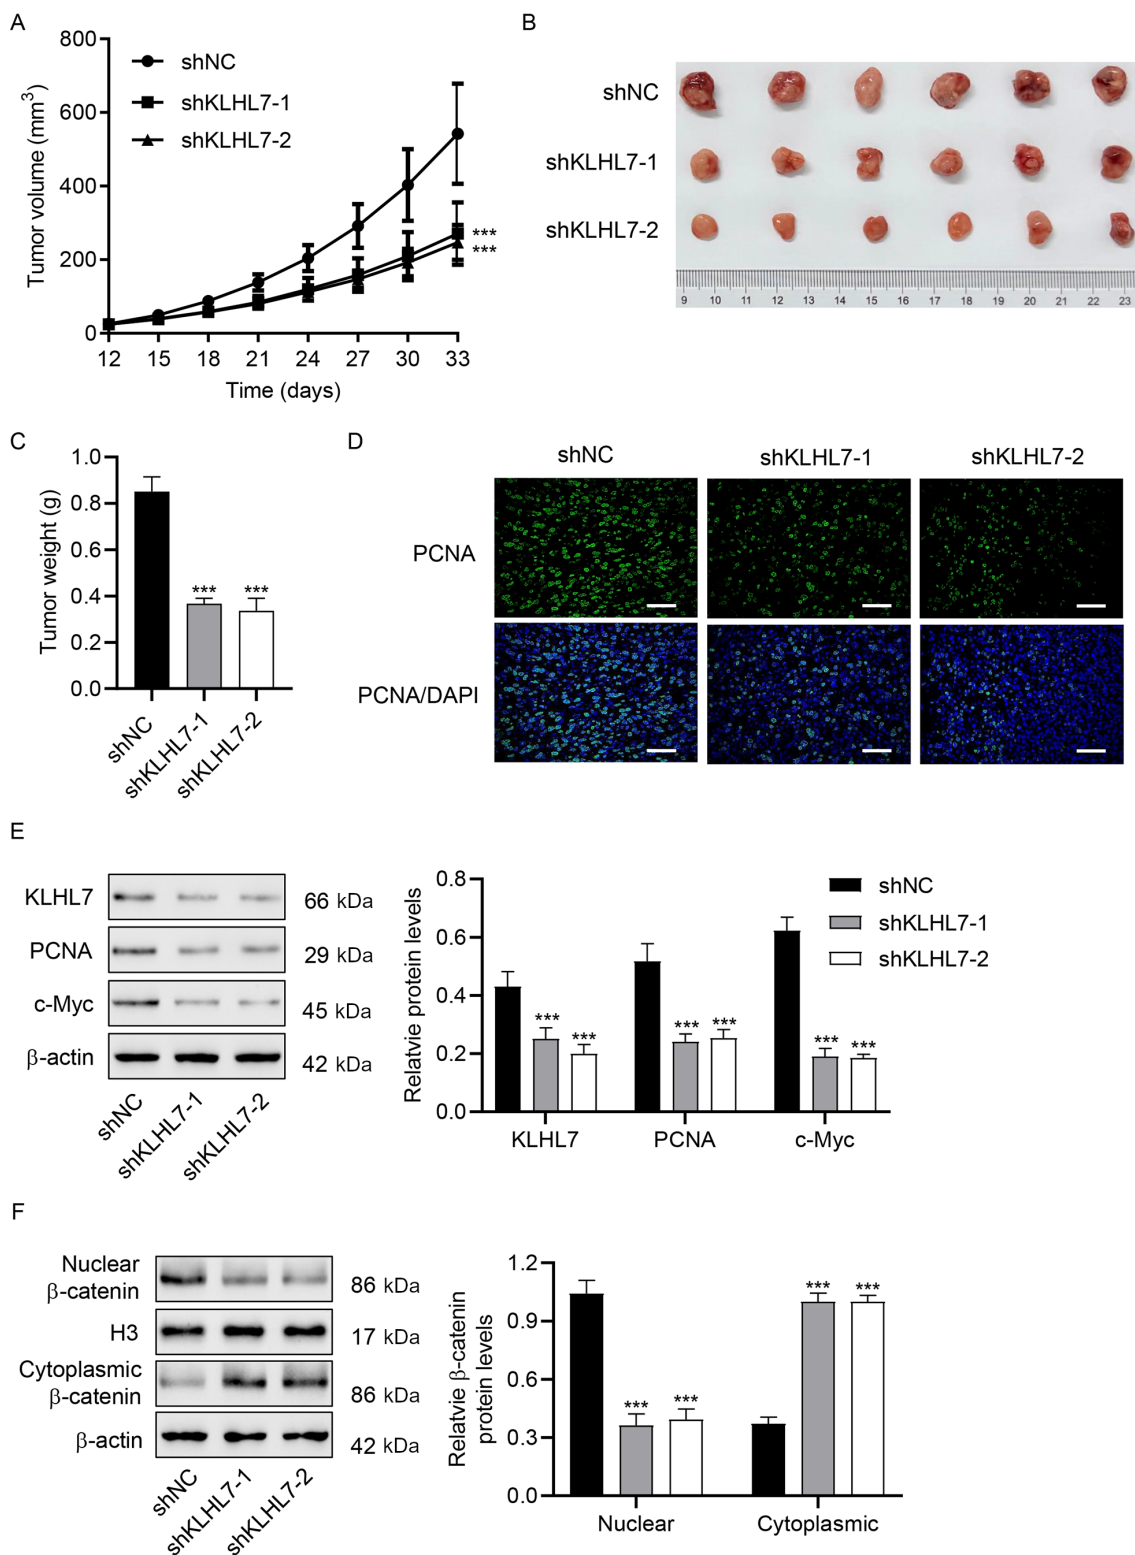 A
Tumor volume (mm³)
800
600
400
200
0
12 15 18 21 24 27 30 33
Time (days)
shNC
shKLHL7-1
shKLHL7-2
***
***
B
shNC
shKLHL7-1
shKLHL7-2
9 10 11 12 13 14 15 16 17 18 19 20 21 22 23
C
Tumor weight (g)
1.0
0.8
0.6
0.4
0.2
0.0
*** ***
shNC
shKLHL7-1
shKLHL7-2
D
shNC shKLHL7-1 shKLHL7-2
PCNA
PCNA/DAPI
E
KLHL7 66 kDa
PCNA 29 kDa
c-Myc 45 kDa
β-actin 42 kDa
shNC
shKLHL7-1
shKLHL7-2
Relatvie protein levels
0.8
0.6
0.4
0.2
0.0
*** ***
*** ***
*** ***
KLHL7 PCNA c-Myc
shNC
shKLHL7-1
shKLHL7-2
F
Nuclear
β-catenin 86 kDa
H3 17 kDa
Cytoplasmic
β-catenin 86 kDa
β-actin 42 kDa
shNC
shKLHL7-1
shKLHL7-2
Relatvie β-catenin
protein levels
1.2
0.9
0.6
0.3
0.0
*** ***
*** ***
Nuclear Cytoplasmic